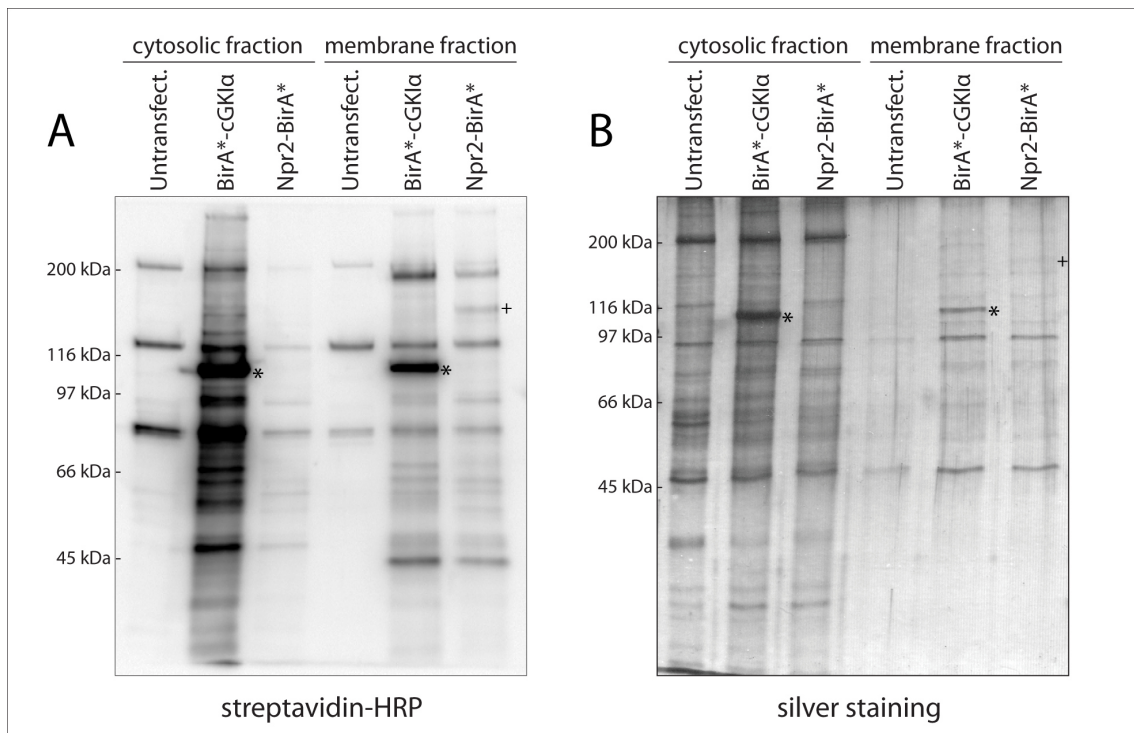 cytosolic fraction membrane fraction
A
Untransfect.
BirA*-cGKIα
Npr2-BirA*
Untransfect.
BirA*-cGKIα
Npr2-BirA*
200 kDa -
+
116 kDa -
* *
97 kDa -
66 kDa -
45 kDa -
streptavidin-HRP
cytosolic fraction membrane fraction
B
Untransfect.
BirA*-cGKIα
Npr2-BirA*
Untransfect.
BirA*-cGKIα
Npr2-BirA*
200 kDa -
+
116 kDa -
* *
97 kDa -
66 kDa -
45 kDa -
silver staining